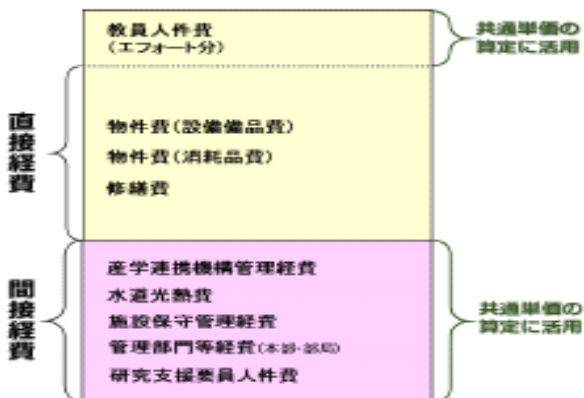 教員人件費
(エフォート分)
共通単価の
算定に活用
直接経費
物件費(設備備品費)
物件費(消耗品費)
修繕費
間接経費
産学連携機構管理経費
水道光熱費
施設保守管理経費
管理部門等経費(本部・部局)
研究支援要員人件費
共通単価の
算定に活用